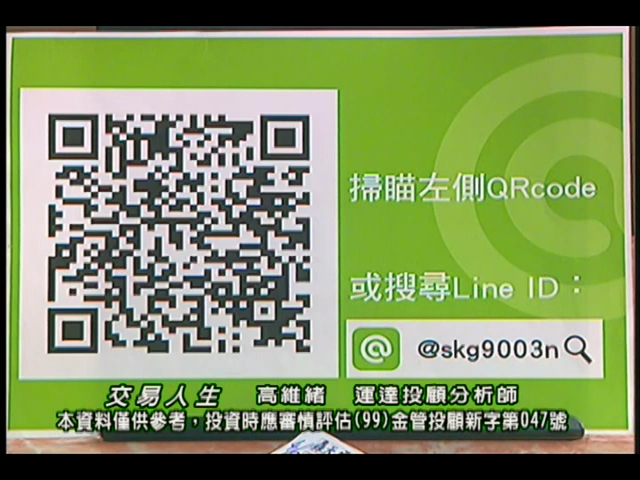 掃瞄左側QRcode
或搜尋Line ID：
@skg9003n
交易人生 高維緒 運達投顧分析師
本資料僅供參考，投資時應審慎評估(99)金管投顧新字第047號